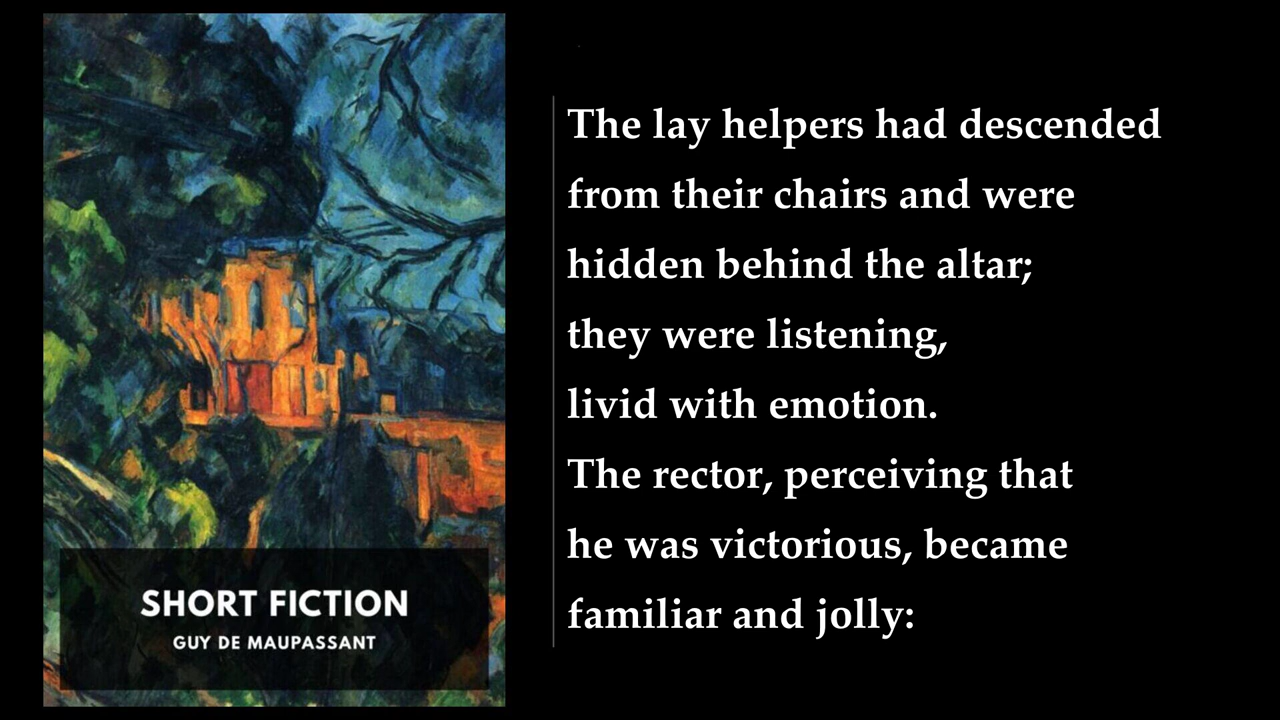 SHORT FICTION
GUY DE MAUPASSANT
The lay helpers had descended
from their chairs and were
hidden behind the altar;
they were listening,
livid with emotion.
The rector, perceiving that
he was victorious, became
familiar and jolly: